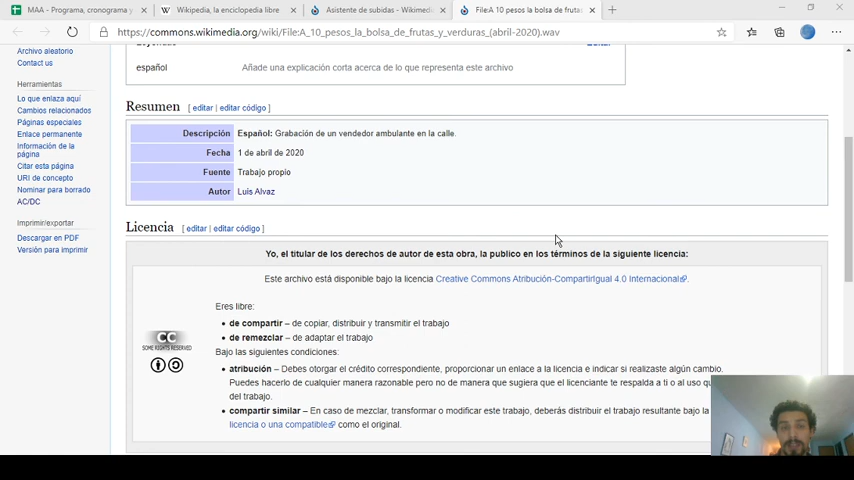 MAA - Programa, cronograma y
Wikipedia, la enciclopedia libre
Asistente de subidas - Wikimed
File:A 10 pesos la bolsa de frutas
https://commons.wikimedia.org/wiki/File:A_10_pesos_la_bolsa_de_frutas_y_verduras_(abril-2020).wav
Archivo aleatorio
Contact us
Herramientas
Lo que enlaza aquí
Cambios relacionados
Páginas especiales
Enlace permanente
Información de la
página
Citar esta página
URI de concepto
Nominar para borrado
AC/DC
Imprimir/exportar
Descargar en PDF
Versión para imprimir
español Añade una explicación corta acerca de lo que representa este archivo
Resumen [ editar | editar código ]
Descripción Español: Grabación de un vendedor ambulante en la calle.
Fecha 1 de abril de 2020
Fuente Trabajo propio
Autor Luis Alvaz
Licencia [ editar | editar código ]
Yo, el titular de los derechos de autor de esta obra, la publico en los términos de la siguiente licencia:
Este archivo está disponible bajo la licencia Creative Commons Atribución-CompartirIgual 4.0 Internacional.
Eres libre:
• de compartir – de copiar, distribuir y transmitir el trabajo
• de remezclar – de adaptar el trabajo
Bajo las siguientes condiciones:
• atribución – Debes otorgar el crédito correspondiente, proporcionar un enlace a la licencia e indicar si realizaste algún cambio.
Puedes hacerlo de cualquier manera razonable pero no de manera que sugiera que el licenciante te respalda a ti o al uso
del trabajo.
• compartir similar – En caso de mezclar, transformar o modificar este trabajo, deberás distribuir el trabajo resultante bajo la
licencia o una compatible como el original.
CC
SOME RIGHTS RESERVED